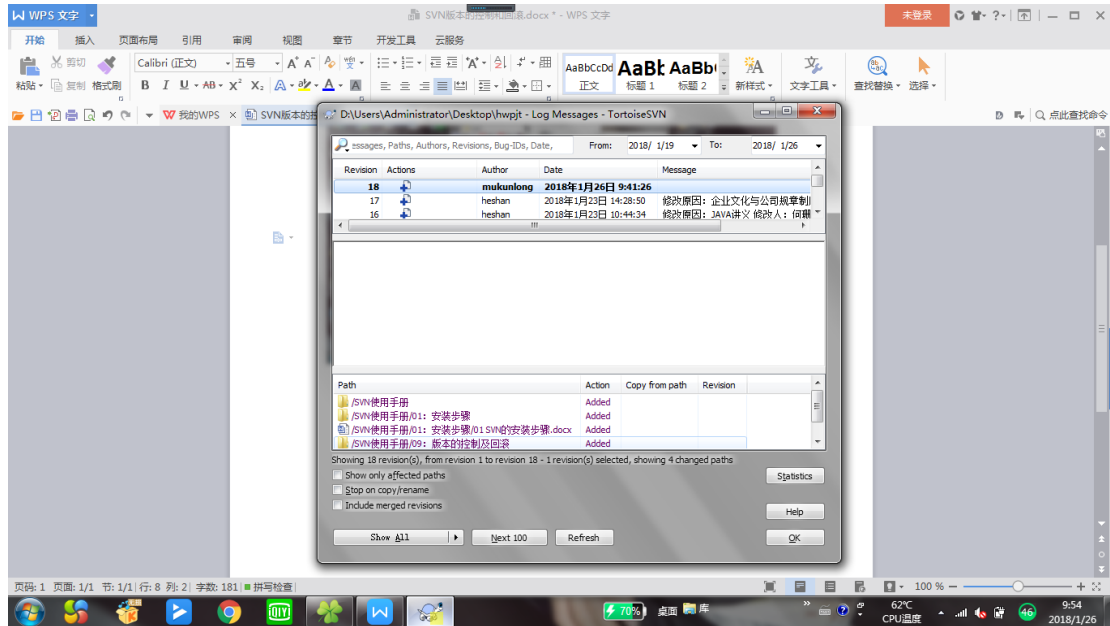 WPS 文字
SVN版本的控制和回滚.docx * - WPS 文字
未登录
开始 插入 页面布局 引用 审阅 视图 章节 开发工具 云服务
剪切 Calibri (正文) 五号 AaBbCcDd AaBb AaBb
粘贴 复制 格式刷 B I U AB X² X₂ A 正文 标题 1 标题 2 新样式 文字工具 查找替换 选择
我的WPS × SVN版本的 点此查找命令
D:\Users\Administrator\Desktop\hwpjt - Log Messages - TortoiseSVN
essages, Paths, Authors, Revisions, Bug-IDs, Date, From: 2018/ 1/19 To: 2018/ 1/26
Revision Actions Author Date Message
18 mukunlong 2018年1月26日 9:41:26
17 heshan 2018年1月23日 14:28:50 修改原因：企业文化与公司规章制
16 heshan 2018年1月23日 10:44:34 修改原因：JAVA讲义 修改人：何
Path Action Copy from path Revision
/SVN使用手册 Added
/SVN使用手册/01：安装步骤 Added
/SVN使用手册/01：安装步骤/01SVN的安装步骤.docx Added
/SVN使用手册/09：版本的控制及回滚 Added
Showing 18 revision(s), from revision 1 to revision 18 - 1 revision(s) selected, showing 4 changed paths
Show only affected paths Statistics
Stop on copy/rename
Include merged revisions Help
Show All Next 100 Refresh OK
页码: 1 页面: 1/1 节: 1/1 行: 8 列: 2 字数: 181 拼写检查 100 %
70% 桌面 库 62℃ 46 9:54
CPU温度 2018/1/26